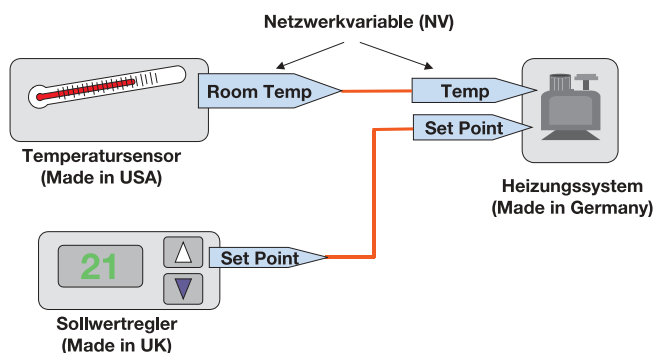 Netzwerkvariable (NV)
Room Temp
Temp
Set Point
Temperatursensor
(Made in USA)
Heizungssystem
(Made in Germany)
21
Set Point
Sollwertregler
(Made in UK)